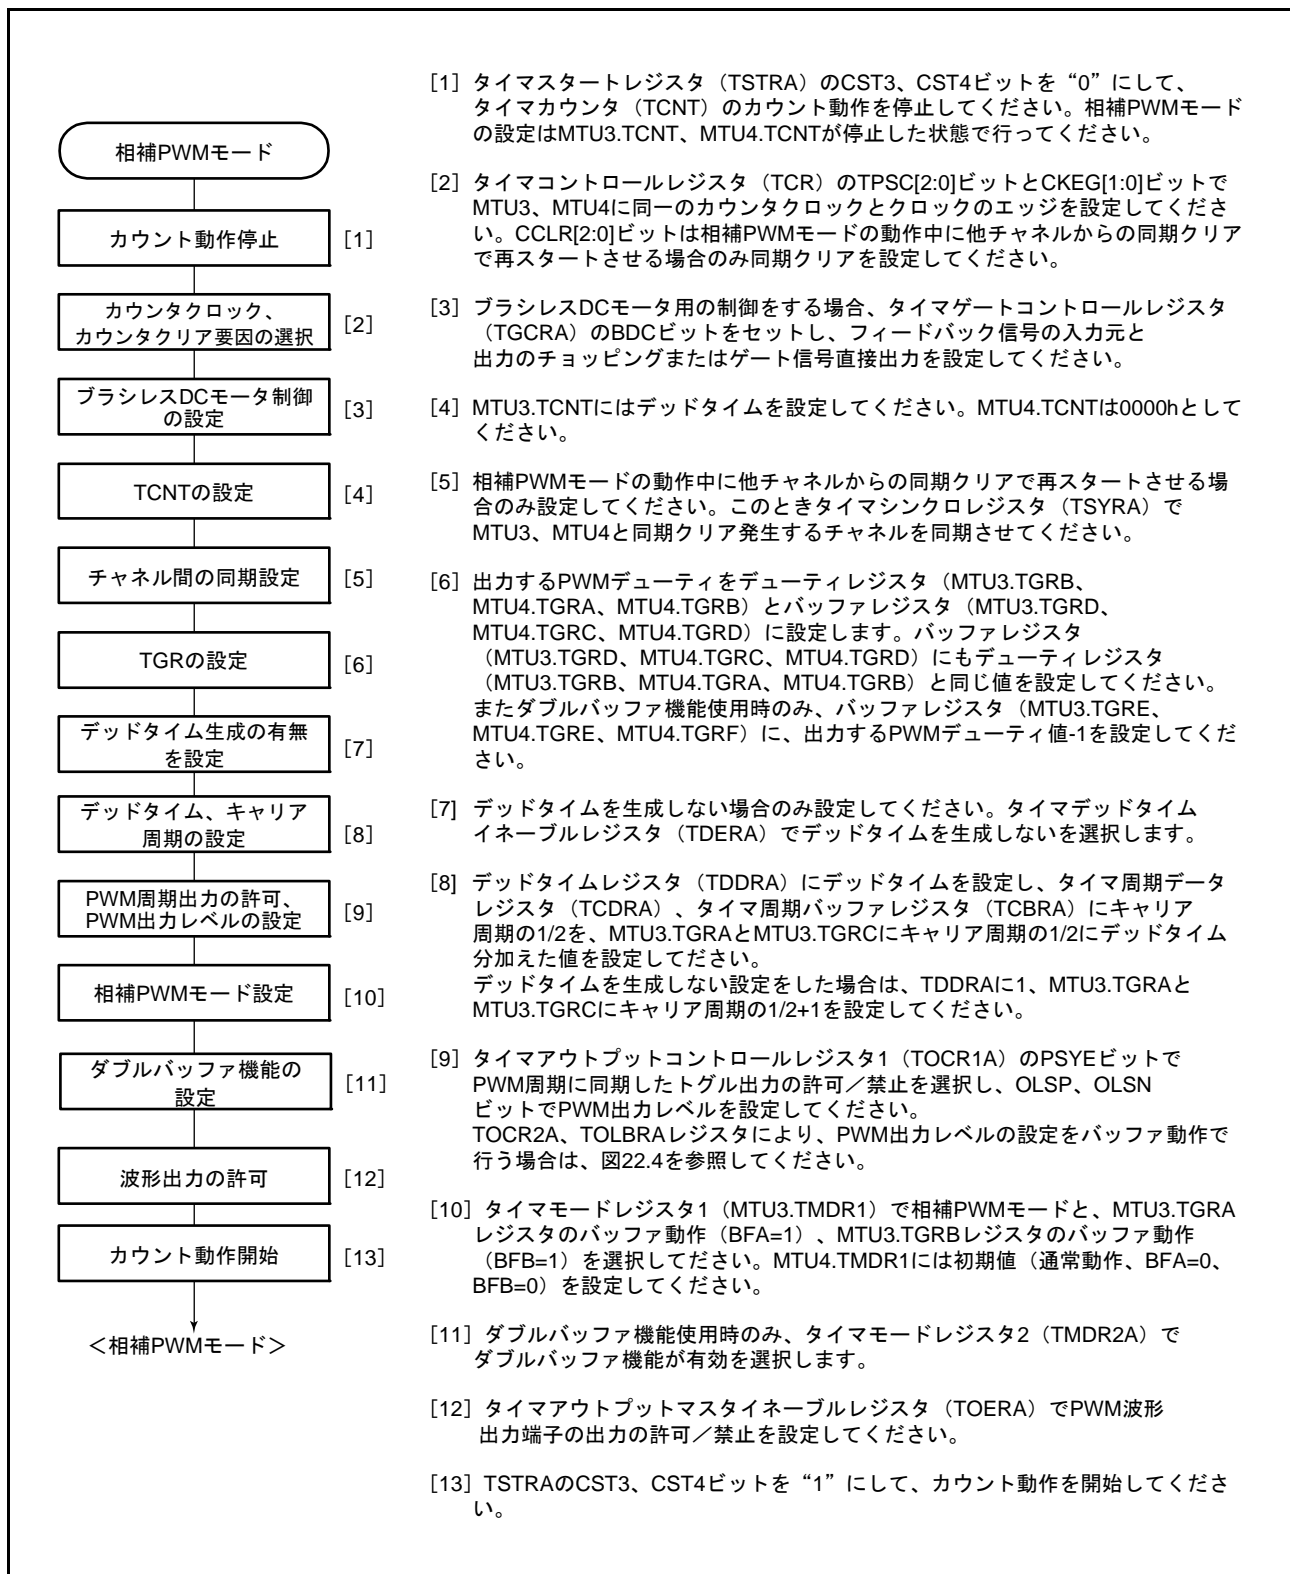 相補PWMモード
カウント動作停止 [1]
カウンタクロック、
カウンタクリア要因の選択 [2]
ブラシレスDCモータ制御
の設定 [3]
TCNTの設定 [4]
チャネル間の同期設定 [5]
TGRの設定 [6]
デッドタイム生成の有無
を設定 [7]
デッドタイム、キャリア
周期の設定 [8]
PWM周期出力の許可、
PWM出力レベルの設定 [9]
相補PWMモード設定 [10]
ダブルバッファ機能の
設定 [11]
波形出力の許可 [12]
カウント動作開始 [13]
＜相補PWMモード＞
[1] タイマスタートレジスタ（TSTRA）のCST3、CST4ビットを“0”にして、
タイマカウンタ（TCNT）のカウント動作を停止してください。相補PWMモード
の設定はMTU3.TCNT、MTU4.TCNTが停止した状態で行ってください。
[2] タイマコントロールレジスタ（TCR）のTPSC[2:0]ビットとCKEG[1:0]ビットで
MTU3、MTU4に同一のカウンタクロックとクロックのエッジを設定してくださ
い。CCLR[2:0]ビットは相補PWMモードの動作中に他チャネルからの同期クリア
で再スタートさせる場合のみ同期クリアを設定してください。
[3] ブラシレスDCモータ用の制御をする場合、タイマゲートコントロールレジスタ
（TGCRA）のBDCビットをセットし、フィードバック信号の入力元と
出力のチョッピングまたはゲート信号直接出力を設定してください。
[4] MTU3.TCNTにはデッドタイムを設定してください。MTU4.TCNTは0000hとして
ください。
[5] 相補PWMモードの動作中に他チャネルからの同期クリアで再スタートさせる場
合のみ設定してください。このときタイマシンクロレジスタ（TSYRA）で
MTU3、MTU4と同期クリア発生するチャネルを同期させてください。
[6] 出力するPWMデューティをデューティレジスタ（MTU3.TGRB、
MTU4.TGRA、MTU4.TGRB）とバッファレジスタ（MTU3.TGRD、
MTU4.TGRC、MTU4.TGRD）に設定します。バッファレジスタ
（MTU3.TGRD、MTU4.TGRC、MTU4.TGRD）にもデューティレジスタ
（MTU3.TGRB、MTU4.TGRA、MTU4.TGRB）と同じ値を設定してください。
またダブルバッファ機能使用時のみ、バッファレジスタ（MTU3.TGRE、
MTU4.TGRE、MTU4.TGRF）に、出力するPWMデューティ値-1を設定してくだ
さい。
[7] デッドタイムを生成しない場合のみ設定してください。タイマデッドタイム
イネーブルレジスタ（TDERA）でデッドタイムを生成しないを選択します。
[8] デッドタイムレジスタ（TDDRA）にデッドタイムを設定し、タイマ周期データ
レジスタ（TCDRA）、タイマ周期バッファレジスタ（TCBRA）にキャリア
周期の1/2を、MTU3.TGRAとMTU3.TGRCにキャリア周期の1/2にデッドタイム
分加えた値を設定してださい。
デッドタイムを生成しない設定をした場合は、TDDRAに1、MTU3.TGRAと
MTU3.TGRCにキャリア周期の1/2+1を設定してください。
[9] タイマアウトプットコントロールレジスタ1（TOCR1A）のPSYEビットで
PWM周期に同期したトグル出力の許可／禁止を選択し、OLSP、OLSN
ビットでPWM出力レベルを設定してください。
TOCR2A、TOLBRAレジスタにより、PWM出力レベルの設定をバッファ動作で
行う場合は、図22.4を参照してください。
[10] タイマモードレジスタ1（MTU3.TMDR1）で相補PWMモードと、MTU3.TGRA
レジスタのバッファ動作（BFA=1）、MTU3.TGRBレジスタのバッファ動作
（BFB=1）を選択してださい。MTU4.TMDR1には初期値（通常動作、BFA=0、
BFB=0）を設定してください。
[11] ダブルバッファ機能使用時のみ、タイマモードレジスタ2（TMDR2A）で
ダブルバッファ機能が有効を選択します。
[12] タイマアウトプットマスタイネーブルレジスタ（TOERA）でPWM波形
出力端子の出力の許可／禁止を設定してください。
[13] TSTRAのCST3、CST4ビットを“1”にして、カウント動作を開始してくださ
い。